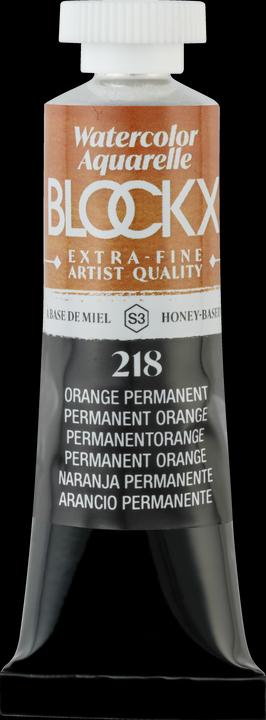 Watercolor
Aquarelle
BLOCKX
EXTRA-FINE
ARTIST QUALITY
BASE DE MIEL S3 HONEY-BASE
218
ORANGE PERMANENT
PERMANENT ORANGE
PERMANENTORANGE
PERMANENT ORANGE
NARANJA PERMANENTE
ARANCIO PERMANENTE